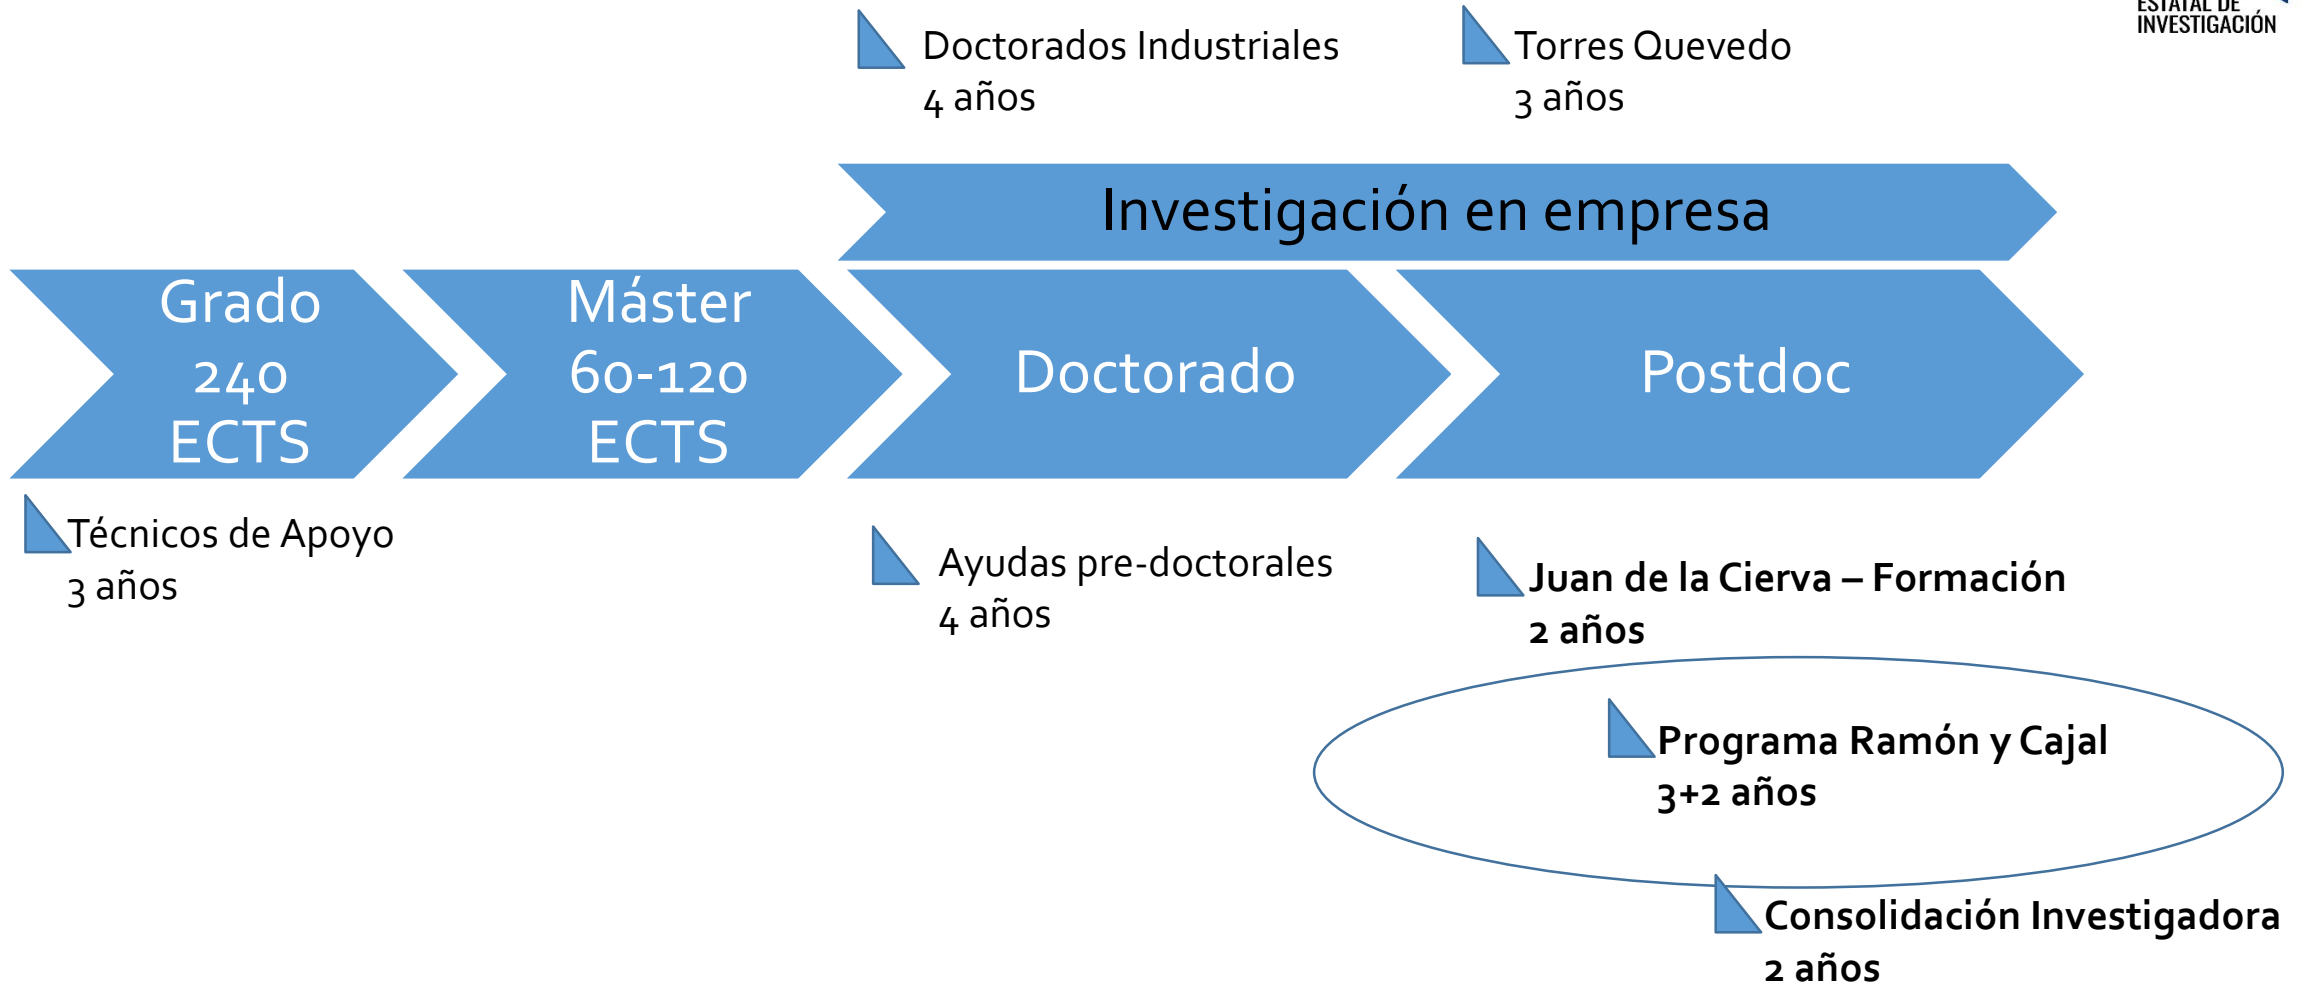 ESTATAL DE
INVESTIGACIÓN
Doctorados Industriales
4 años
Torres Quevedo
3 años
Investigación en empresa
Grado
240
ECTS
Máster
60-120
ECTS
Doctorado
Postdoc
Técnicos de Apoyo
3 años
Ayudas pre-doctorales
4 años
Juan de la Cierva – Formación
2 años
Programa Ramón y Cajal
3+2 años
Consolidación Investigadora
2 años